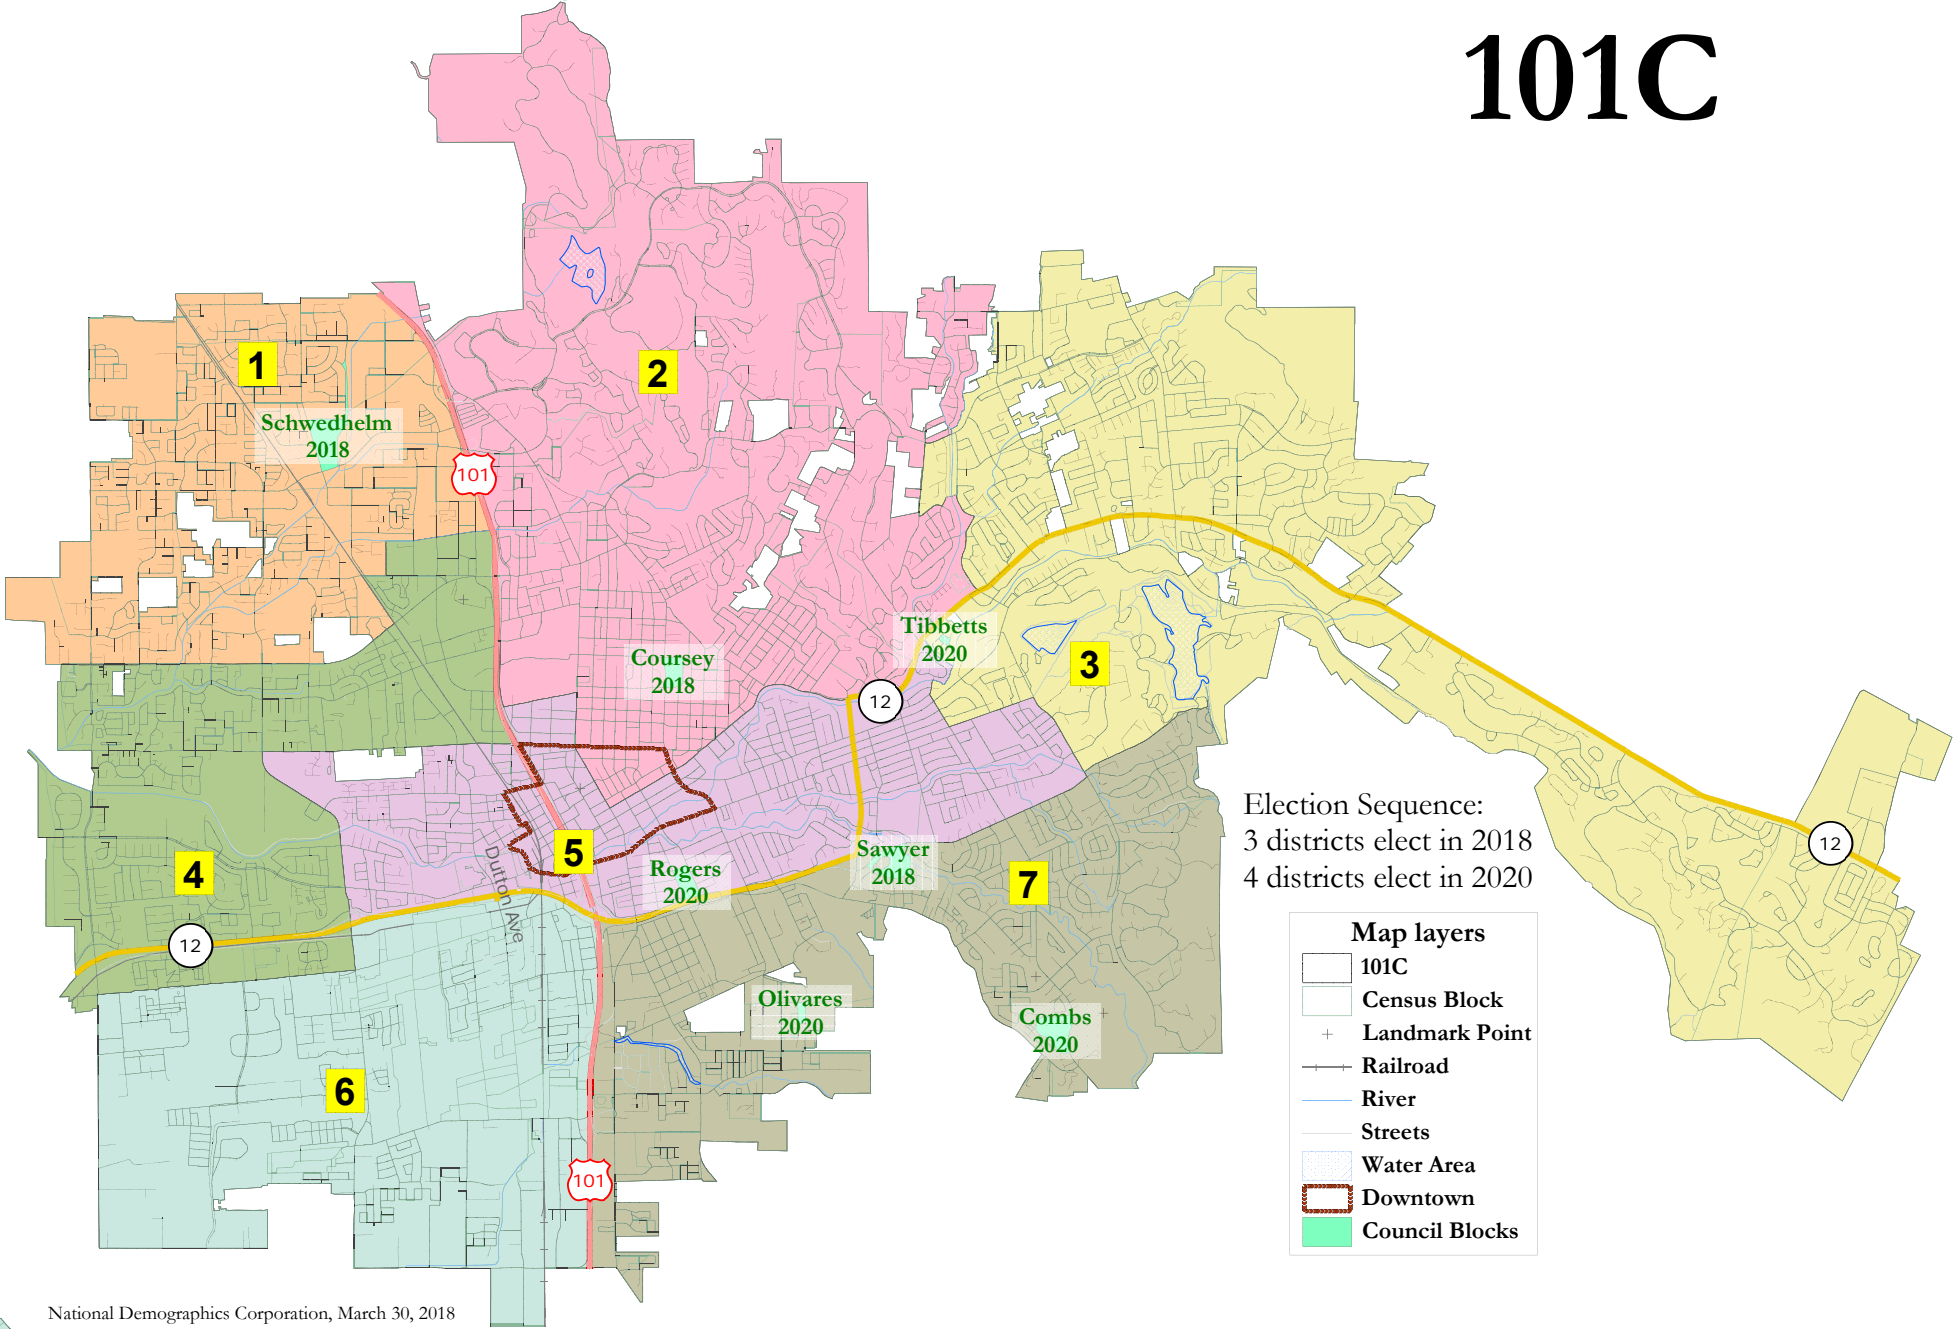 101C
1
2
Schwedhelm
2018
101
Tibbetts
2020
Coursey
2018
3
12
Election Sequence:
3 districts elect in 2018
4 districts elect in 2020
12
5
Sawyer
2018
Rogers
2020
7
4
Dutton Ave
12
Olivares
2020
Combs
2020
6
101
Map layers
101C
Census Block
Landmark Point
Railroad
River
Streets
Water Area
Downtown
Council Blocks
National Demographics Corporation, March 30, 2018